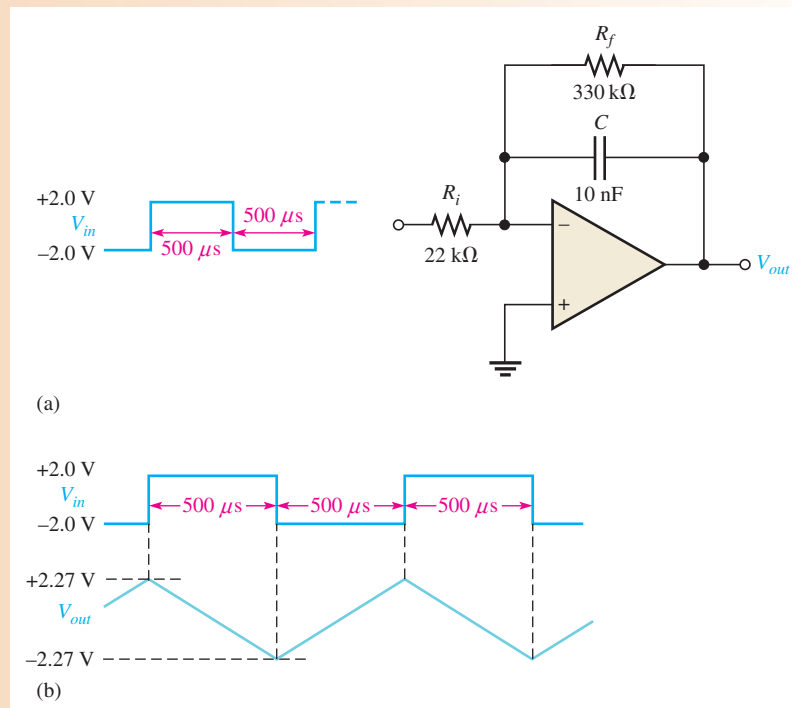 R_f
330 kΩ
C
10 nF
R_i
22 kΩ
−
+
V_out
+2.0 V
V_in
−2.0 V
500 μs
500 μs
(a)
+2.0 V
V_in
−2.0 V
500 μs
500 μs
500 μs
+2.27 V
V_out
−2.27 V
(b)